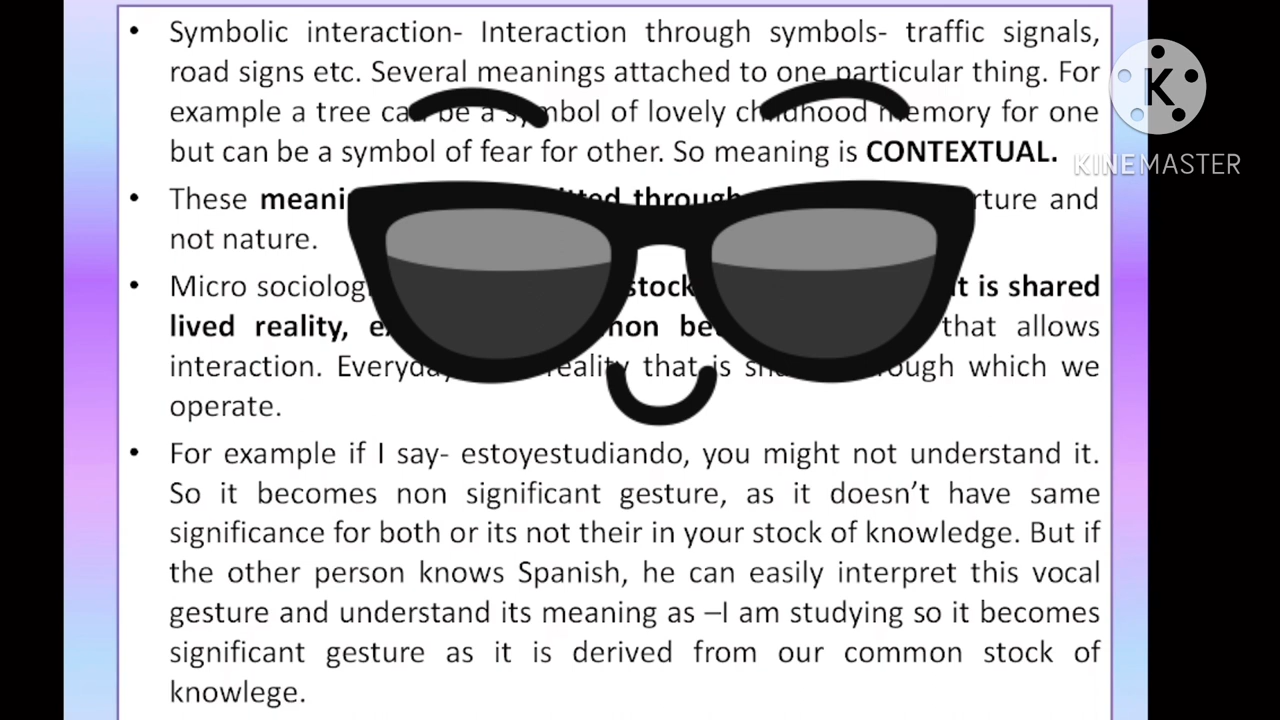 • Symbolic interaction- Interaction through symbols- traffic signals,
road signs etc. Several meanings attached to one particular thing. For
example a tree can be a symbol of lovely childhood memory for one
but can be a symbol of fear for other. So meaning is CONTEXTUAL.
• These through and
not nature.
• Micro stock is shared
lived reality, that allows
interaction. reality that is through which we
operate.
• For example if I say- estoyestudiando, you might not understand it.
So it becomes non significant gesture, as it doesn't have same
significance for both or its not their in your stock of knowledge. But if
the other person knows Spanish, he can easily interpret this vocal
gesture and understand its meaning as –I am studying so it becomes
significant gesture as it is derived from our common stock of
knowlege.
K
KINEMASTER